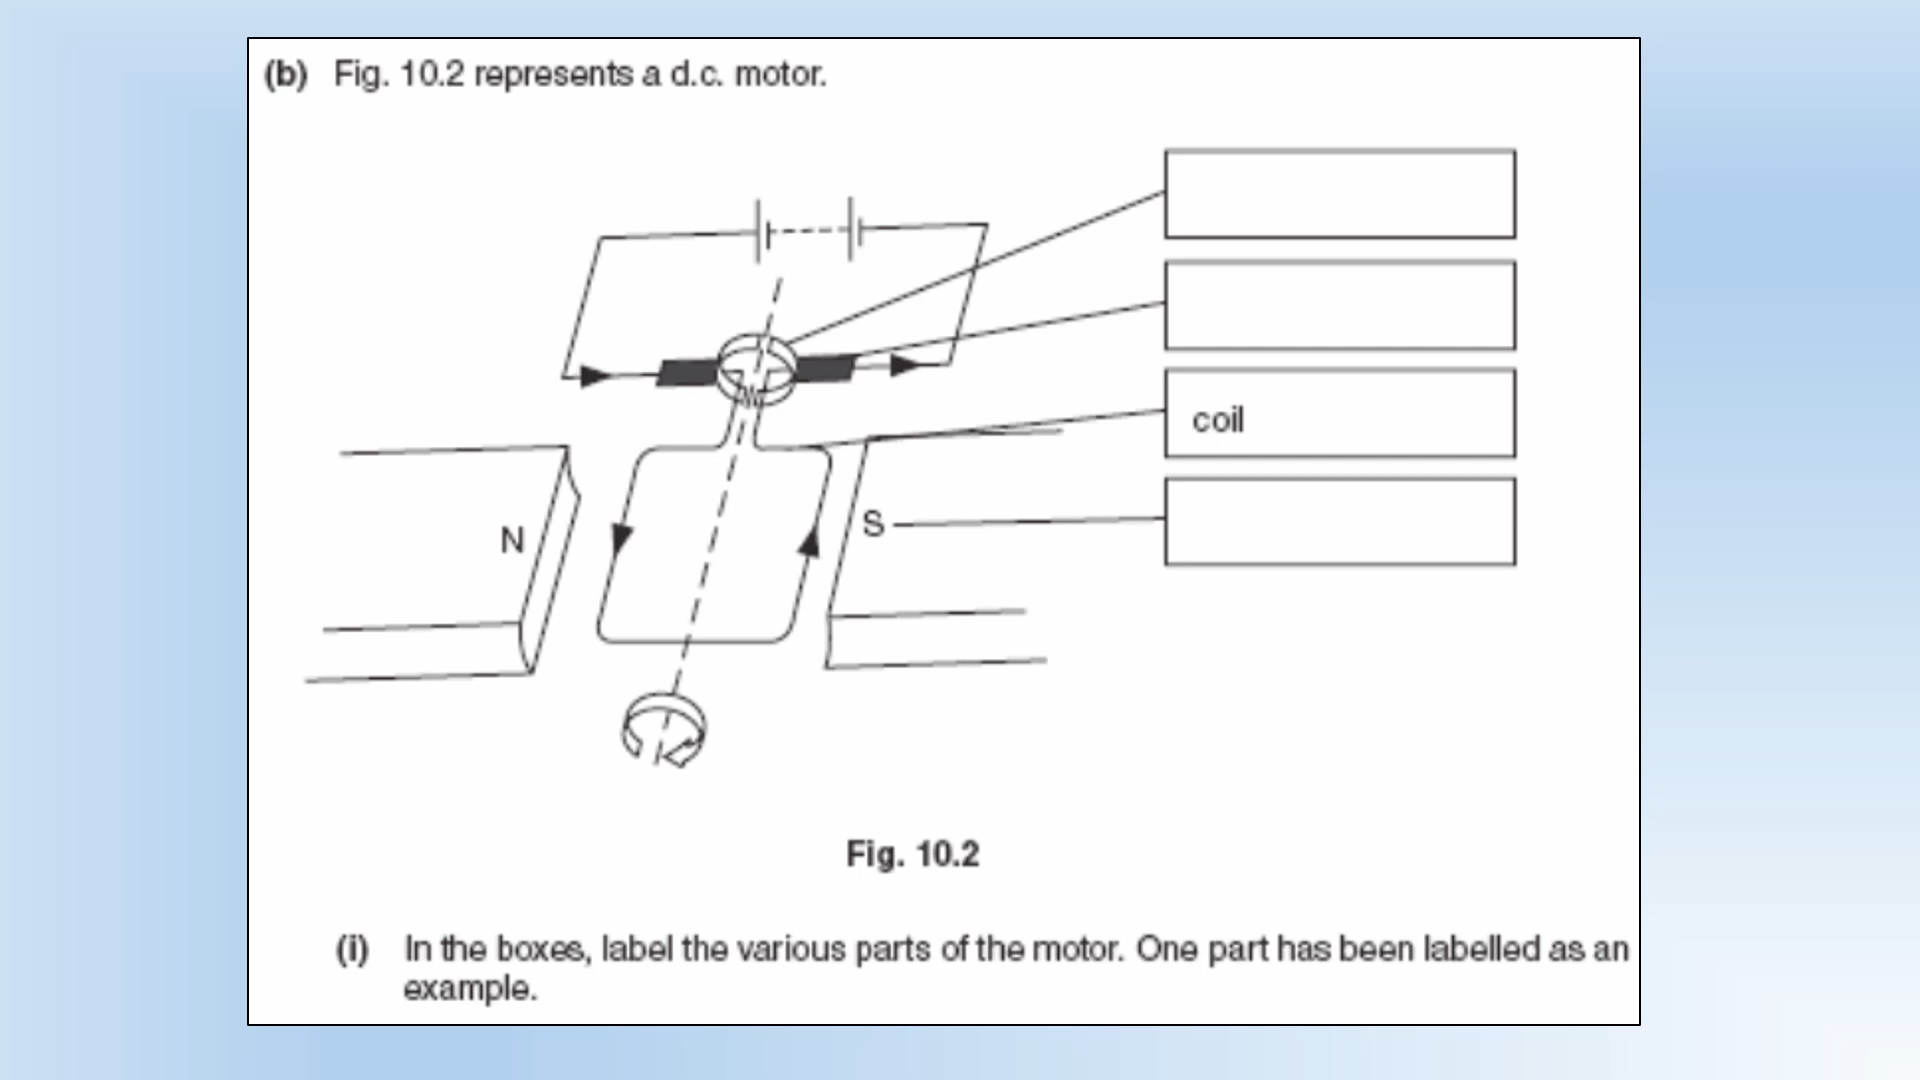 (b) Fig. 10.2 represents a d.c. motor.
coil
N
S
Fig. 10.2
(i) In the boxes, label the various parts of the motor. One part has been labelled as an
example.